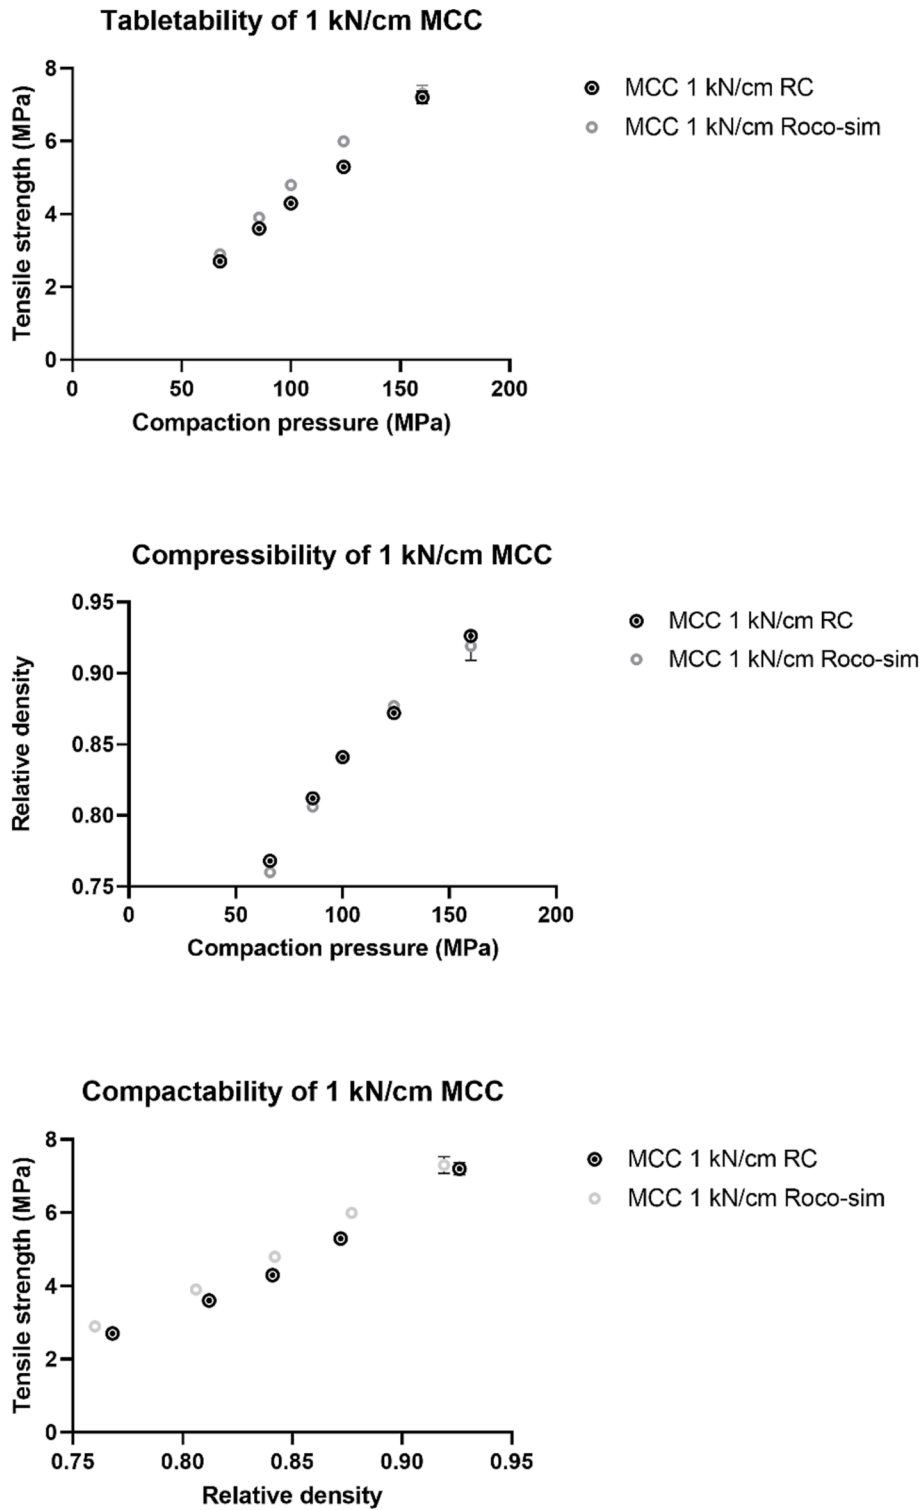 Tabletability of 1 kN/cm MCC
8
6
4
2
0
Tensile strength (MPa)
0 50 100 150 200
Compaction pressure (MPa)
MCC 1 kN/cm RC
MCC 1 kN/cm Roco-sim
Compressibility of 1 kN/cm MCC
0.95
0.90
0.85
0.80
0.75
Relative density
0 50 100 150 200
Compaction pressure (MPa)
MCC 1 kN/cm RC
MCC 1 kN/cm Roco-sim
Compactability of 1 kN/cm MCC
8
6
4
2
0
Tensile strength (MPa)
0.75 0.80 0.85 0.90 0.95
Relative density
MCC 1 kN/cm RC
MCC 1 kN/cm Roco-sim